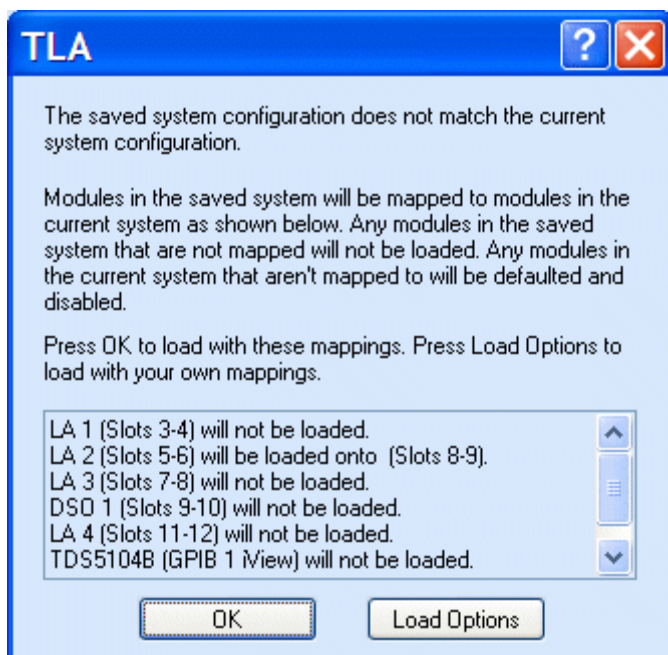 TLA
The saved system configuration does not match the current
system configuration.
Modules in the saved system will be mapped to modules in the
current system as shown below. Any modules in the saved
system that are not mapped will not be loaded. Any modules in
the current system that aren't mapped to will be defaulted and
disabled.
Press OK to load with these mappings. Press Load Options to
load with your own mappings.
LA 1 (Slots 3-4) will not be loaded.
LA 2 (Slots 5-6) will be loaded onto  (Slots 8-9).
LA 3 (Slots 7-8) will not be loaded.
DSO 1 (Slots 9-10) will not be loaded.
LA 4 (Slots 11-12) will not be loaded.
TDS5104B (GPIB 1 iView) will not be loaded.
OK
Load Options